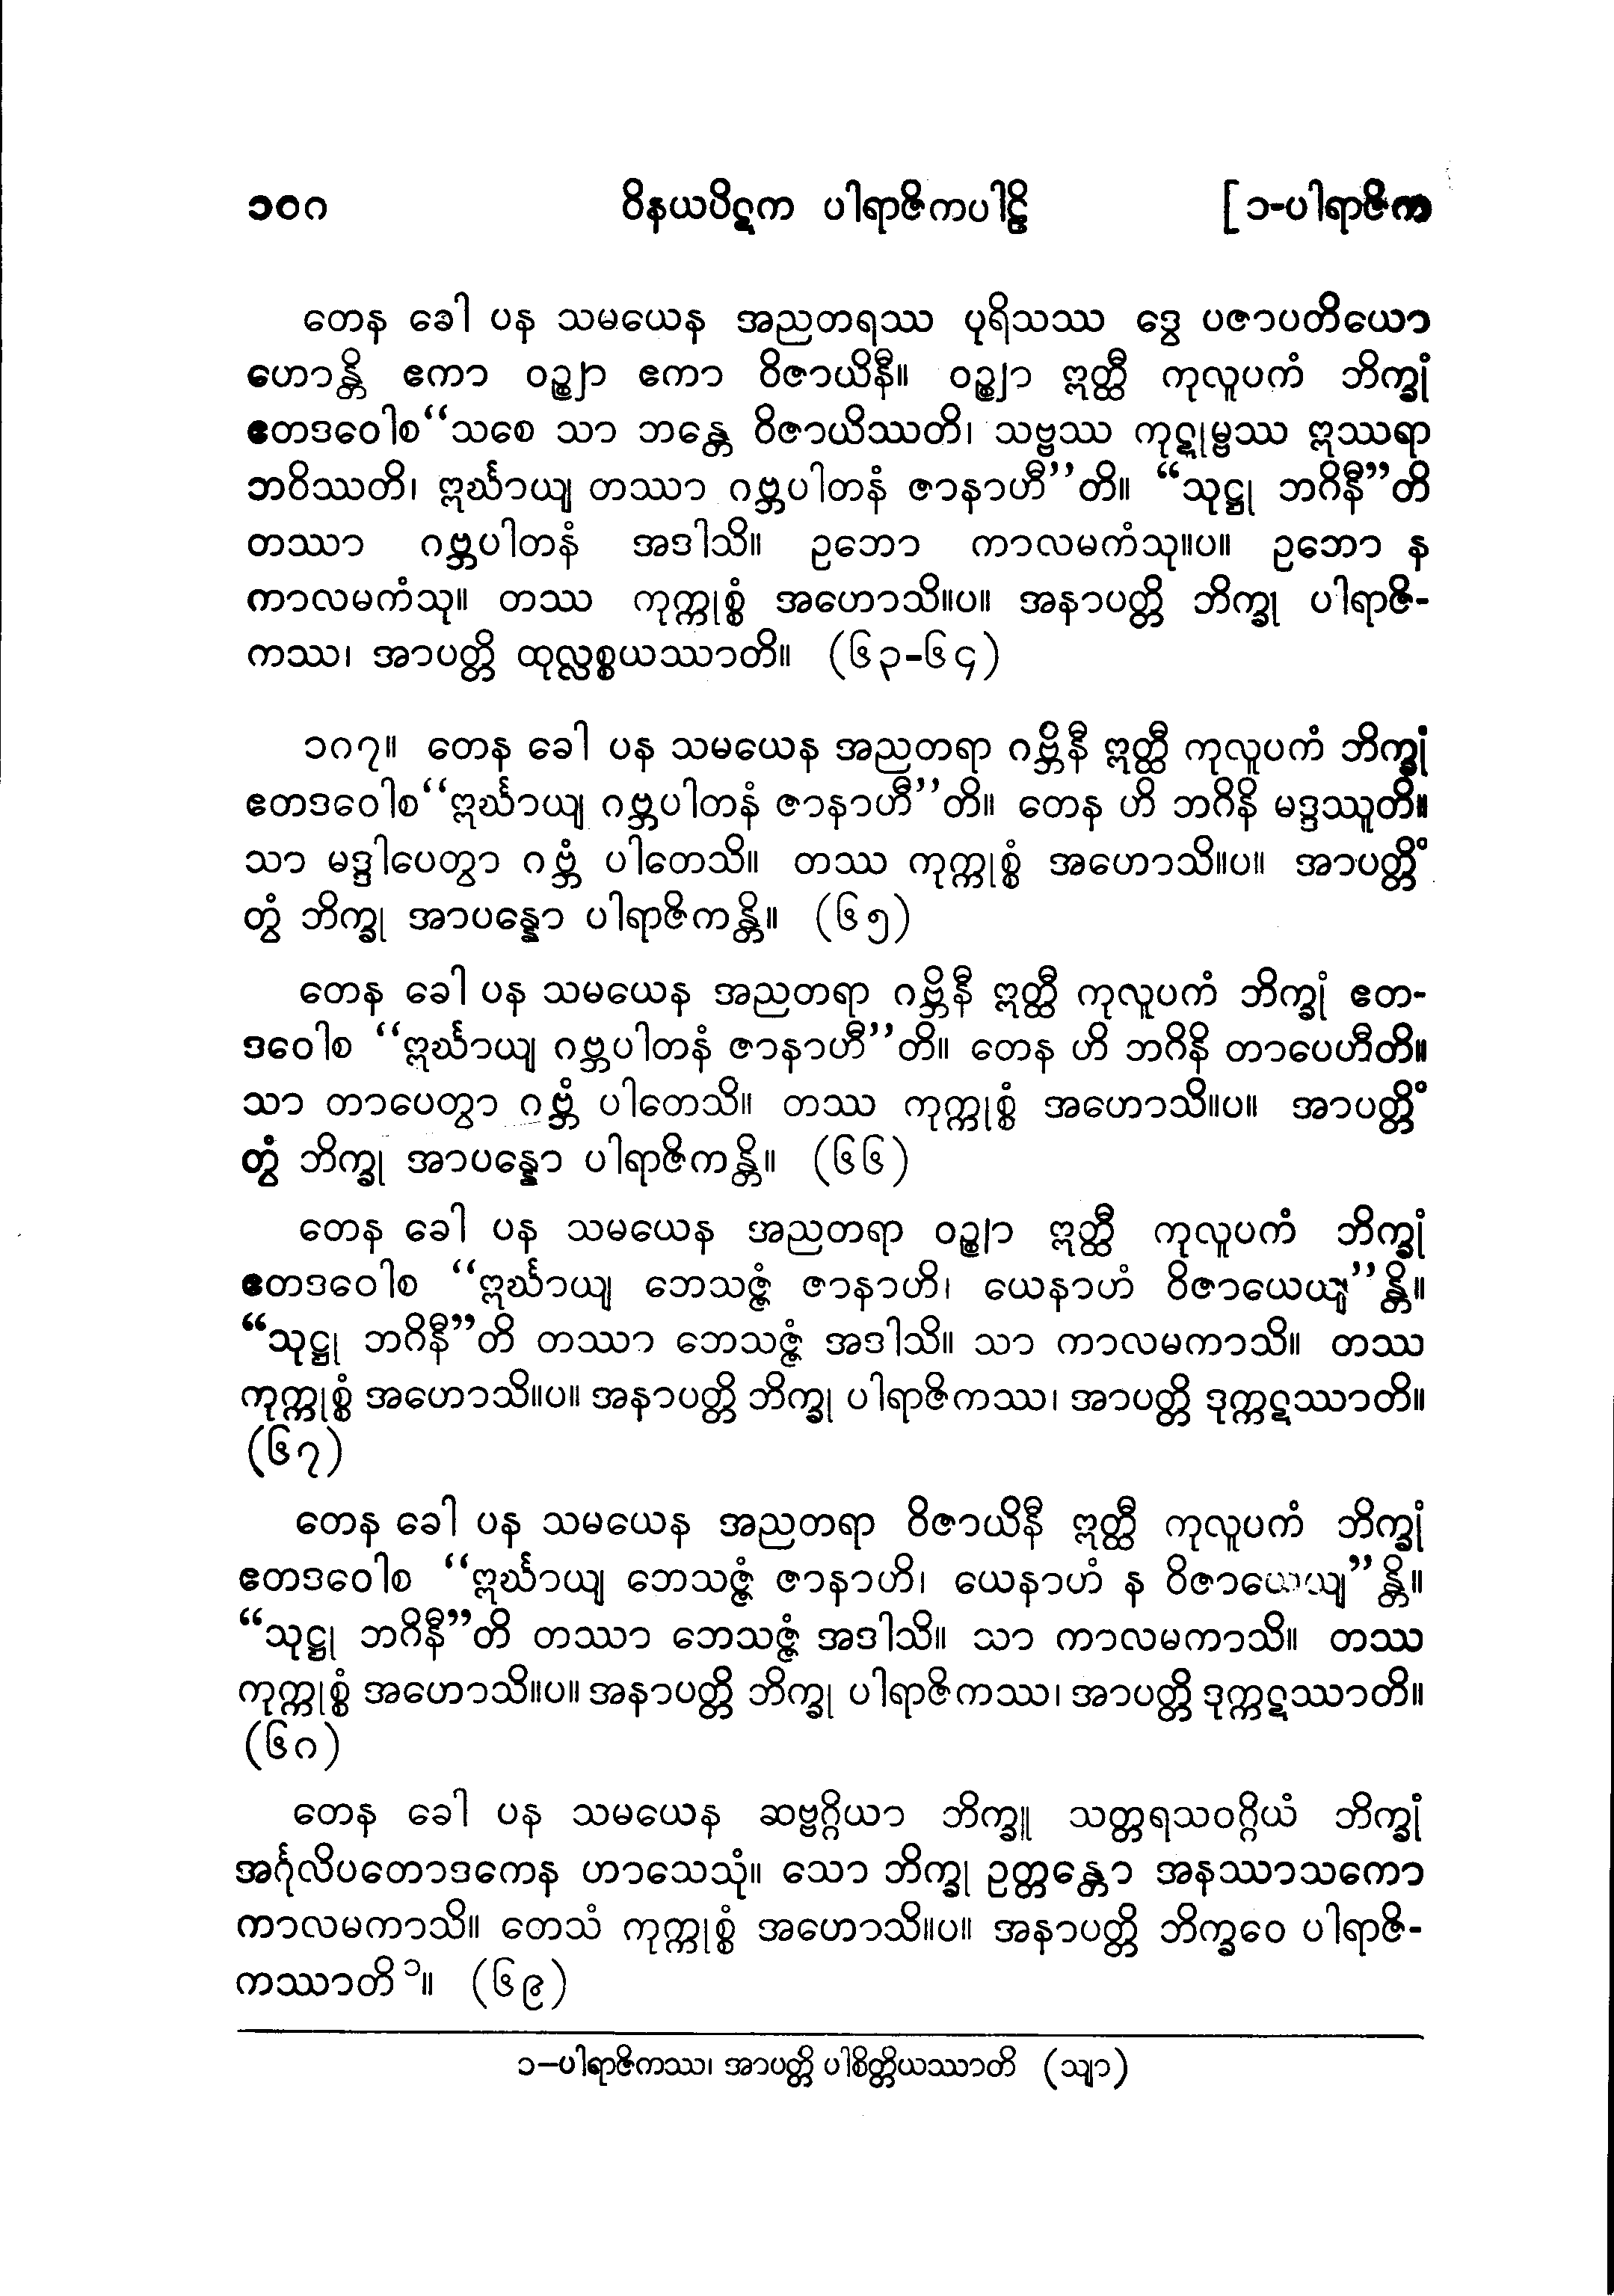 ၁၀၈ ဝိနယပိဋက ပါရာဇိကပါဠိ [၁-ပါရာဇိက
တေန ခေါ ပန သမယေန အညတရဿ ပုရိသဿ ဒွေ ပဇာပတိယော
ဟောန္တိ ဧကာ ဝဉ္ဈာ ဧကာ ဝိဇာယိနီ။ ဝဉ္ဈာ ဣတ္ထီ ကုလူပကံ ဘိက္ခုံ
ဧတဒဝေါစ “သစေ သာ ဘန္တေ ဝိဇာယိဿတိ၊ သဗ္ဗဿ ကုဋုမ္ဗဿ ဣဿရာ
ဘဝိဿတိ၊ ဣင်္ဃာယျ တဿာ ဂဗ္ဘပါတနံ ဇာနာဟီ”တိ။ “သုဋ္ဌု ဘဂိနီ”တိ
တဿာ ဂဗ္ဘပါတနံ အဒါသိ။ ဥဘော ကာလမကံသု။ပ။ ဥဘော န
ကာလမကံသု။ တဿ ကုက္ကုစ္စံ အဟောသိ။ပ။ အနာပတ္တိ ဘိက္ခု ပါရာဇိ-
ကဿ၊ အာပတ္တိ ထုလ္လစ္စယဿာတိ။ (၆၃-၆၄)
၁၈၇။ တေန ခေါ ပန သမယေန အညတရာ ဂဗ္ဘိနီ ဣတ္ထီ ကုလူပကံ ဘိက္ခုံ
ဧတဒဝေါစ “ဣင်္ဃာယျ ဂဗ္ဘပါတနံ ဇာနာဟီ”တိ။ တေန ဟိ ဘဂိနိ မဒ္ဒဿူတိ။
သာ မဒ္ဒါပေတွာ ဂဗ္ဘံ ပါတေသိ။ တဿ ကုက္ကုစ္စံ အဟောသိ။ပ။ အာပတ္တိံ
တွံ ဘိက္ခု အာပန္နော ပါရာဇိကန္တိ။ (၆၅)
တေန ခေါ ပန သမယေန အညတရာ ဂဗ္ဘိနီ ဣတ္ထီ ကုလူပကံ ဘိက္ခုံ ဧတ-
ဒဝေါစ “ဣင်္ဃာယျ ဂဗ္ဘပါတနံ ဇာနာဟီ”တိ။ တေန ဟိ ဘဂိနိ တာပေဟီတိ။
သာ တာပေတွာ ဂဗ္ဘံ ပါတေသိ။ တဿ ကုက္ကုစ္စံ အဟောသိ။ပ။ အာပတ္တိံ
တွံ ဘိက္ခု အာပန္နော ပါရာဇိကန္တိ။ (၆၆)
တေန ခေါ ပန သမယေန အညတရာ ဝဉ္ဈာ ဣတ္ထီ ကုလူပကံ ဘိက္ခုံ
ဧတဒဝေါစ “ဣင်္ဃာယျ ဘေသဇ္ဇံ ဇာနာဟိ၊ ယေနာဟံ ဝိဇာယေယျ”န္တိ။
“သုဋ္ဌု ဘဂိနီ”တိ တဿာ ဘေသဇ္ဇံ အဒါသိ။ သာ ကာလမကာသိ။ တဿ
ကုက္ကုစ္စံ အဟောသိ။ပ။ အနာပတ္တိ ဘိက္ခု ပါရာဇိကဿ၊ အာပတ္တိ ဒုက္ကဋဿာတိ။
(၆၇)
တေန ခေါ ပန သမယေန အညတရာ ဝိဇာယိနီ ဣတ္ထီ ကုလူပကံ ဘိက္ခုံ
ဧတဒဝေါစ “ဣင်္ဃာယျ ဘေသဇ္ဇံ ဇာနာဟိ၊ ယေနာဟံ န ဝိဇာယေယျ”န္တိ။
“သုဋ္ဌု ဘဂိနီ”တိ တဿာ ဘေသဇ္ဇံ အဒါသိ။ သာ ကာလမကာသိ။ တဿ
ကုက္ကုစ္စံ အဟောသိ။ပ။ အနာပတ္တိ ဘိက္ခု ပါရာဇိကဿ၊ အာပတ္တိ ဒုက္ကဋဿာတိ။
(၆၈)
တေန ခေါ ပန သမယေန ဆဗ္ဗဂ္ဂိယာ ဘိက္ခူ သတ္တရသဝဂ္ဂိယံ ဘိက္ခုံ
အင်္ဂုလိပတောဒကေန ဟာသေသုံ။ သော ဘိက္ခု ဥတ္တန္တော အနဿာသကော
ကာလမကာသိ။ တေသံ ကုက္ကုစ္စံ အဟောသိ။ပ။ အနာပတ္တိ ဘိက္ခဝေ ပါရာဇိ-
ကဿာတိ ၁။ (၆၉)
၁-ပါရာဇိကဿ၊ အာပတ္တိ ပါစိတ္တိယဿာတိ (သျာ)